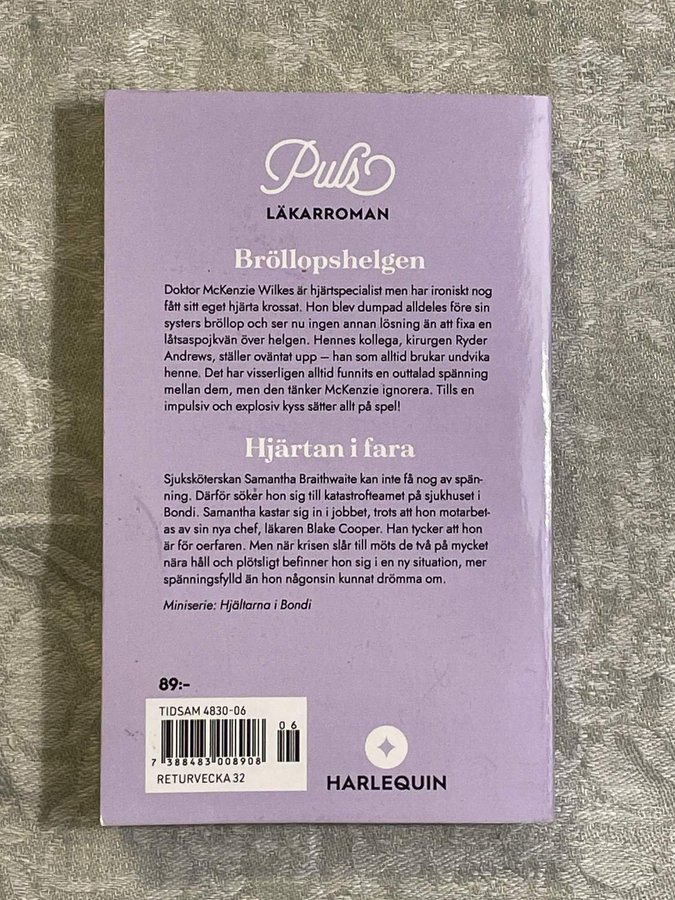 Puls
LÄKARROMAN
Bröllopshelgen
Doktor McKenzie Wilkes är hjärtspecialist men har ironiskt nog
fått sitt eget hjärta krossat. Hon blev dumpad alldeles före sin
systers bröllop och ser nu ingen annan lösning än att fixa en
låtsaspojkvän över helgen. Hennes kollega, kirurgen Ryder
Andrews, ställer oväntat upp – han som alltid brukar undvika
henne. Det har visserligen alltid funnits en outtalad spänning
mellan dem, men den tänker McKenzie ignorera. Tills en
impulsiv och explosiv kyss sätter allt på spel!
Hjärtan i fara
Sjuksköterskan Samantha Braithwaite kan inte få nog av spän-
ning. Därför söker hon sig till katastrofteamet på sjukhuset i
Bondi. Samantha kastar sig in i jobbet, trots att hon motarbet-
as av sin nya chef, läkaren Blake Cooper. Han tycker att hon
är för oerfaren. Men när krisen slår till möts de två på mycket
nära håll och plötsligt befinner hon sig i en ny situation, mer
spänningsfylld än hon någonsin kunnat drömma om.
Miniserie: Hjältarna i Bondi
89:-
TIDSAM 4830-06
06
7 388483 008908
RETURVECKA 32
HARLEQUIN